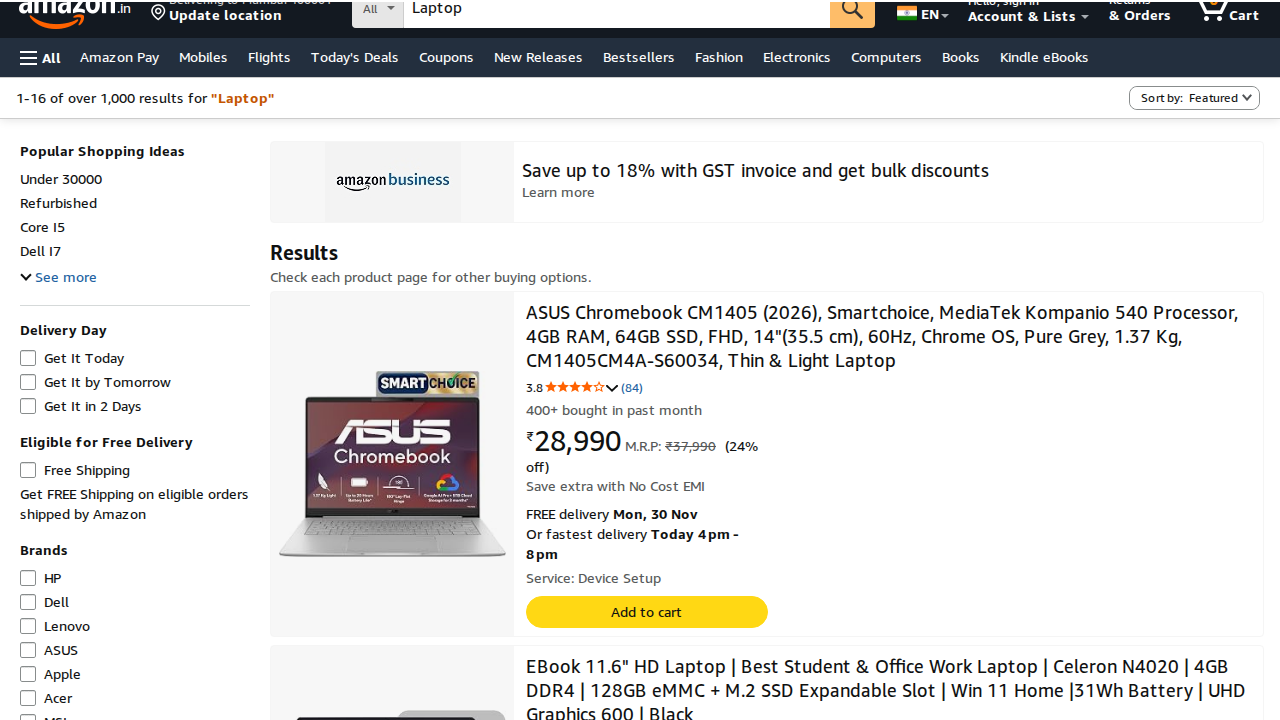 amazon.in
Update location
All
Laptop
EN
Account & Lists
& Orders
Cart
All
Amazon Pay
Mobiles
Flights
Today's Deals
Coupons
New Releases
Bestsellers
Fashion
Electronics
Computers
Books
Kindle eBooks
1-16 of over 1,000 results for "Laptop"
Sort by: Featured
Popular Shopping Ideas
Under 30000
Refurbished
Core I5
Dell I7
See more
Delivery Day
Get It Today
Get It by Tomorrow
Get It in 2 Days
Eligible for Free Delivery
Free Shipping
Get FREE Shipping on eligible orders
shipped by Amazon
Brands
HP
Dell
Lenovo
ASUS
Apple
Acer
amazon business
Save up to 18% with GST invoice and get bulk discounts
Learn more
Results
Check each product page for other buying options.
SMARTCHOICE
ASUS
Chromebook
ASUS Chromebook CM1405 (2026), Smartchoice, MediaTek Kompanio 540 Processor,
4GB RAM, 64GB SSD, FHD, 14"(35.5 cm), 60Hz, Chrome OS, Pure Grey, 1.37 Kg,
CM1405CM4A-S60034, Thin & Light Laptop
3.8 (84)
400+ bought in past month
₹28,990 M.R.P: ₹37,990 (24%
off)
Save extra with No Cost EMI
FREE delivery Mon, 30 Nov
Or fastest delivery Today 4 pm -
8 pm
Service: Device Setup
Add to cart
EBook 11.6" HD Laptop | Best Student & Office Work Laptop | Celeron N4020 | 4GB
DDR4 | 128GB eMMC + M.2 SSD Expandable Slot | Win 11 Home |31Wh Battery | UHD
Graphics 600 | Black